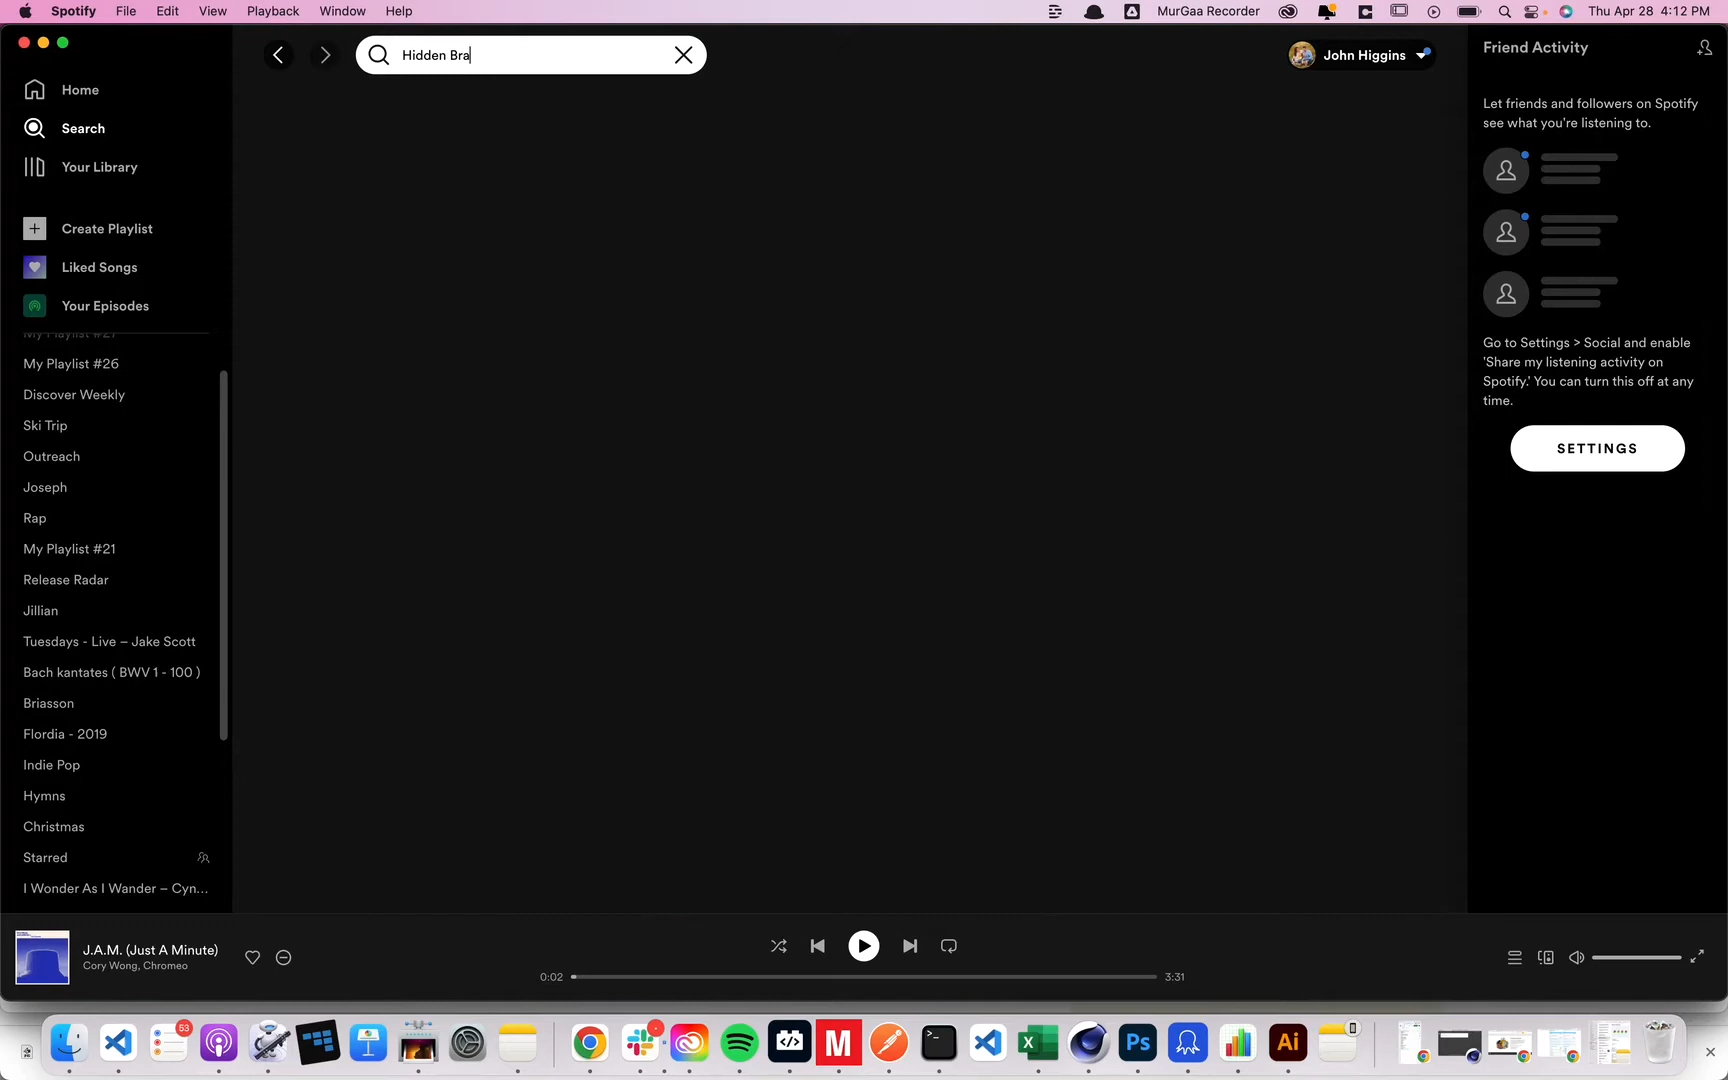 Spotify File Edit View Playback Window Help
MurGaa Recorder
Thu Apr 28 4:12 PM
Hidden Bra
John Higgins
Home
Search
Your Library
Create Playlist
Liked Songs
Your Episodes
My Playlist #27
My Playlist #26
Discover Weekly
Ski Trip
Outreach
Joseph
Rap
My Playlist #21
Release Radar
Jillian
Tuesdays - Live – Jake Scott
Bach kantates ( BWV 1 - 100 )
Briasson
Flordia - 2019
Indie Pop
Hymns
Christmas
Starred
I Wonder As I Wander – Cyn...
Friend Activity
Let friends and followers on Spotify
see what you're listening to.
Go to Settings > Social and enable
'Share my listening activity on
Spotify.' You can turn this off at any
time.
SETTINGS
J.A.M. (Just A Minute)
Cory Wong, Chromeo
0:02
3:31
53
X
Ps
Ai